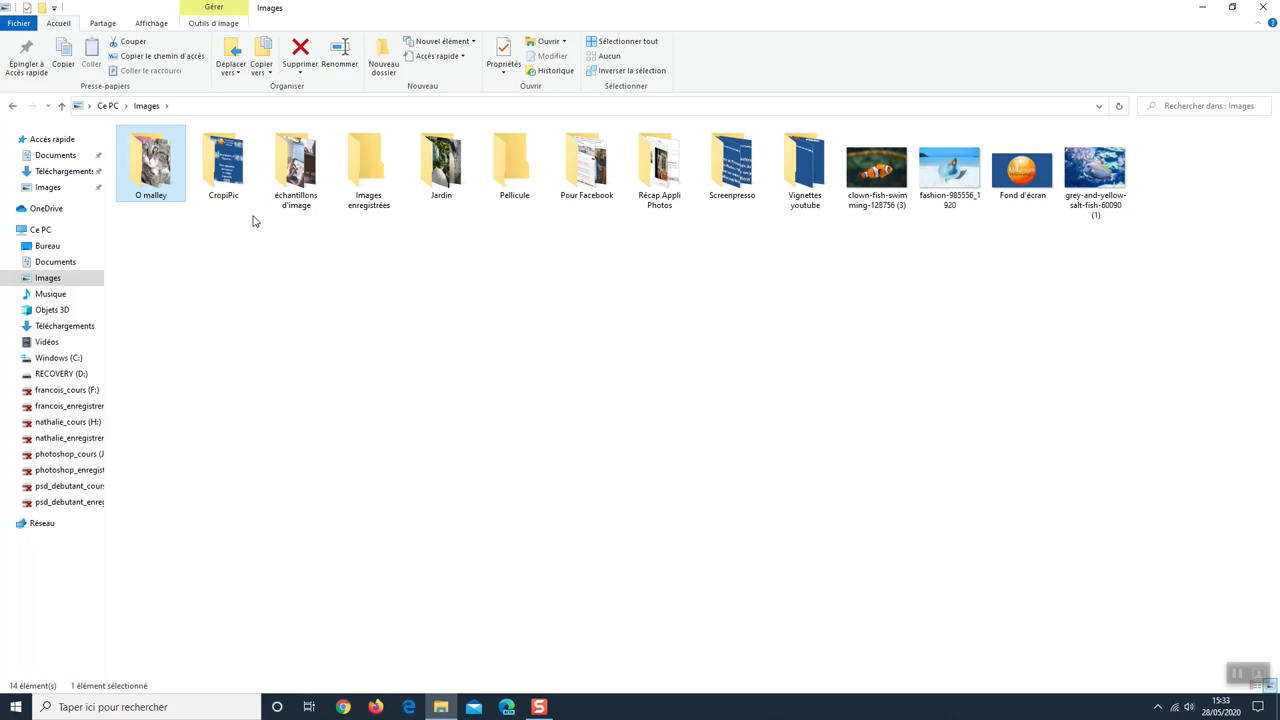 Gérer
Images
Fichier
Accueil
Partage
Affichage
Outils d'image
Épingler à
Accès rapide
Copier
Coller
Couper
Copier le chemin d'accès
Coller le raccourci
Presse-papiers
Déplacer
vers
Copier
vers
Supprimer
Renommer
Organiser
Nouveau
dossier
Nouvel élément
Accès rapide
Nouveau
Propriétés
Ouvrir
Modifier
Historique
Ouvrir
Sélectionner tout
Aucun
Inverser la sélection
Sélectionner
Ce PC
Images
Rechercher dans : Images
Accès rapide
Documents
Téléchargements
Images
OneDrive
Ce PC
Bureau
Documents
Images
Musique
Objets 3D
Téléchargements
Vidéos
Windows (C:)
RECOVERY (D:)
francois_cours (F:)
francois_enregistrer
nathalie_cours (H:)
nathalie_enregistrer
photoshop_cours (J
photoshop_enregist
psd_debutant_cours
psd_debutant_enreg
Réseau
O malley
CropiPic
échantillons
d'image
Images
enregistrées
Jardin
Pellicule
Pour Facebook
Récap Appli
Photos
Screenpresso
Vignettes
youtube
clown-fish-swim
ming-128756 (3)
fashion-985556_1
920
Fond d'écran
grey-and-yellow-
salt-fish-60090
(1)
14 élément(s)
1 élément sélectionné
Taper ici pour rechercher
15:33
28/05/2020